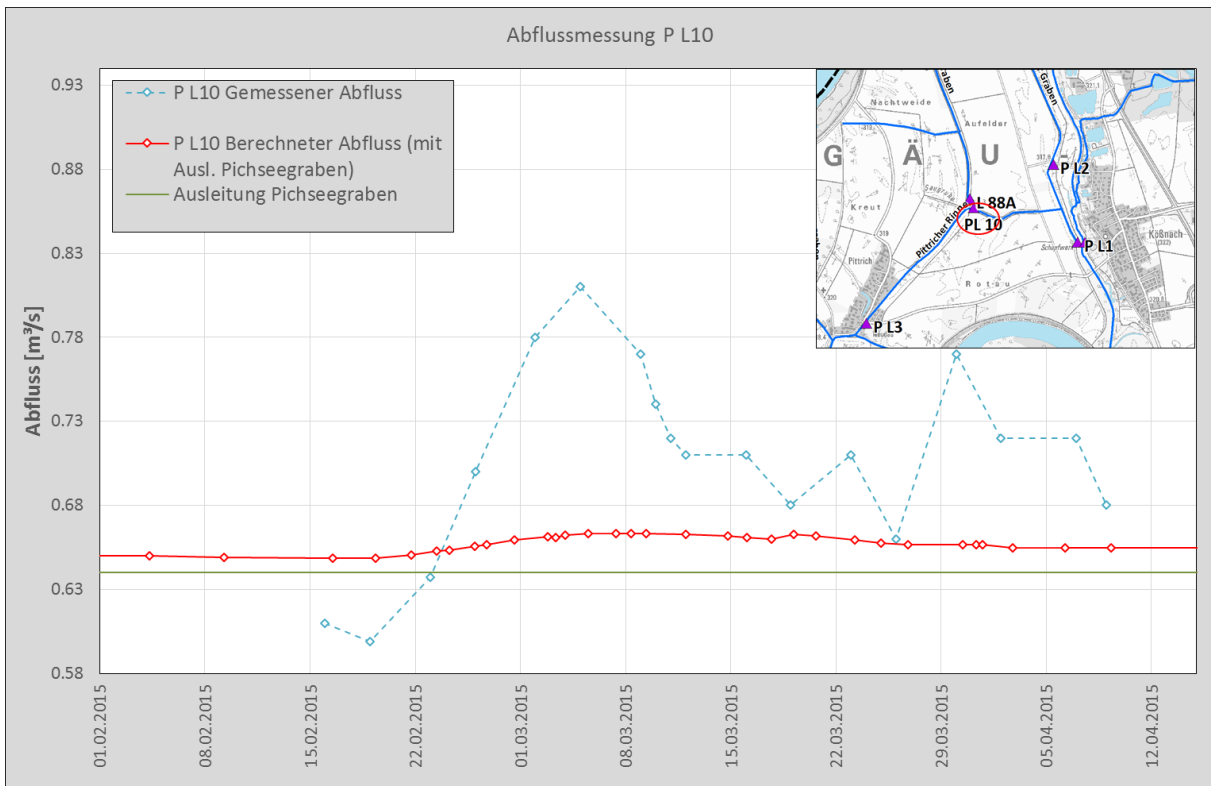 Abflussmessung P L10
Abfluss [m³/s]
0.93
0.88
0.83
0.78
0.73
0.68
0.63
0.58
P L10 Gemessener Abfluss
P L10 Berechneter Abfluss (mit
Ausl. Pichseegraben)
Ausleitung Pichseegraben
Nachtweide
Aufelder
G Ä U
Graben
P L2
L 88A
PL 10
Pittricher Rinne
Kreut
319
Pittrich
320
P L1
Kößnach
(322)
Rotau
P L3
01.02.2015
08.02.2015
15.02.2015
22.02.2015
01.03.2015
08.03.2015
15.03.2015
22.03.2015
29.03.2015
05.04.2015
12.04.2015